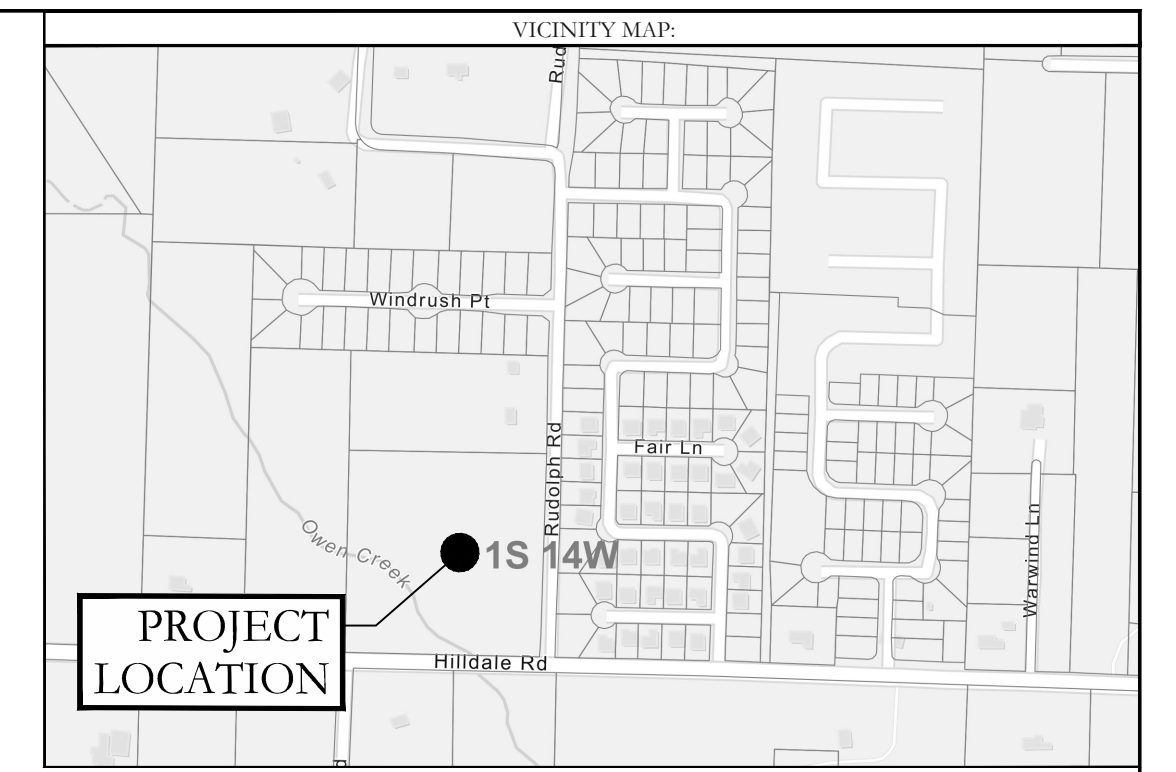 VICINITY MAP:
Rud
Windrush Pt
Rudolph Rd
Fair Ln
Owen Creek
1S 14W
Warwind Ln
PROJECT
LOCATION
Hilldale Rd
d